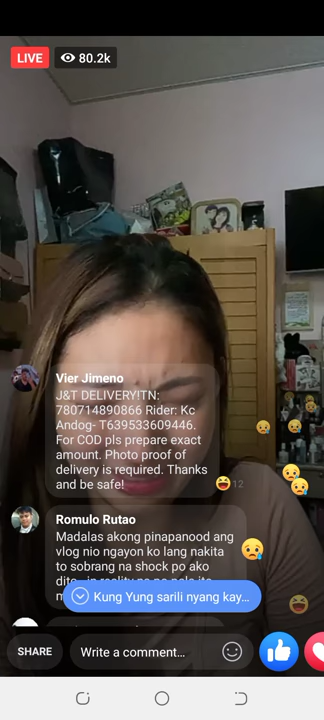 LIVE
80.2k
Vier Jimeno
J&T DELIVERY!TN:
780714890866 Rider: Kc
Andog- T639533609446.
For COD pls prepare exact
amount. Photo proof of
delivery is required. Thanks
and be safe!
12
Romulo Rutao
Madalas akong pinapanood ang
vlog nio ngayon ko lang nakita
to sobrang na shock po ako
Kung Yung sarili nyang kay...
SHARE
Write a comment...